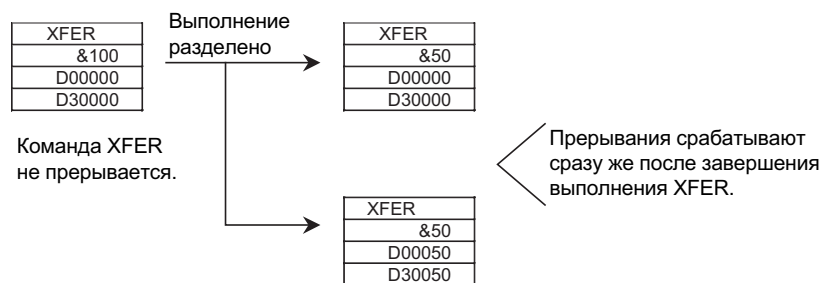 XFER
&100
D00000
D30000
Команда XFER
не прерывается.
Выполнение
разделено
XFER
&50
D00000
D30000
Прерывания срабатывают
сразу же после завершения
выполнения XFER.
XFER
&50
D00050
D30050